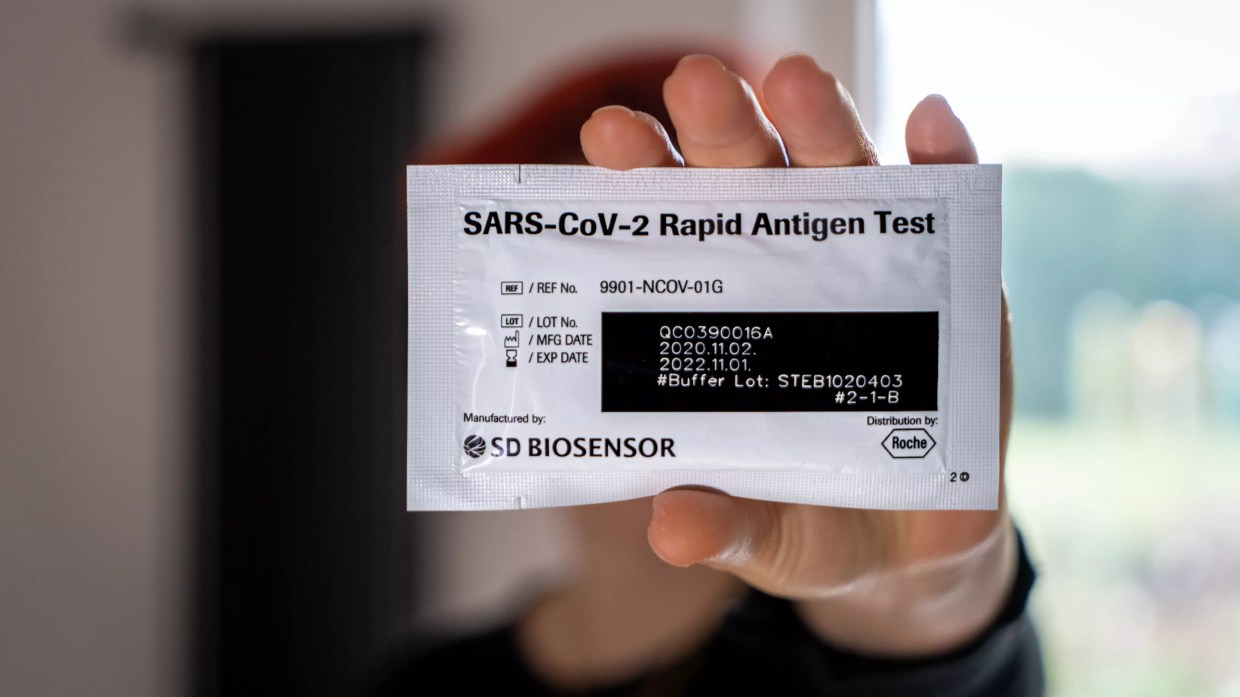 SARS-CoV-2 Rapid Antigen Test
REF / REF No. 9901-NCOV-01G
LOT / LOT No. QCO390016A
/ MFG DATE 2020.11.02.
/ EXP DATE 2022.11.01.
#Buffer Lot: STEB1020403
#2-1-B
Manufactured by:
SD BIOSENSOR
Distribution by:
Roche
2